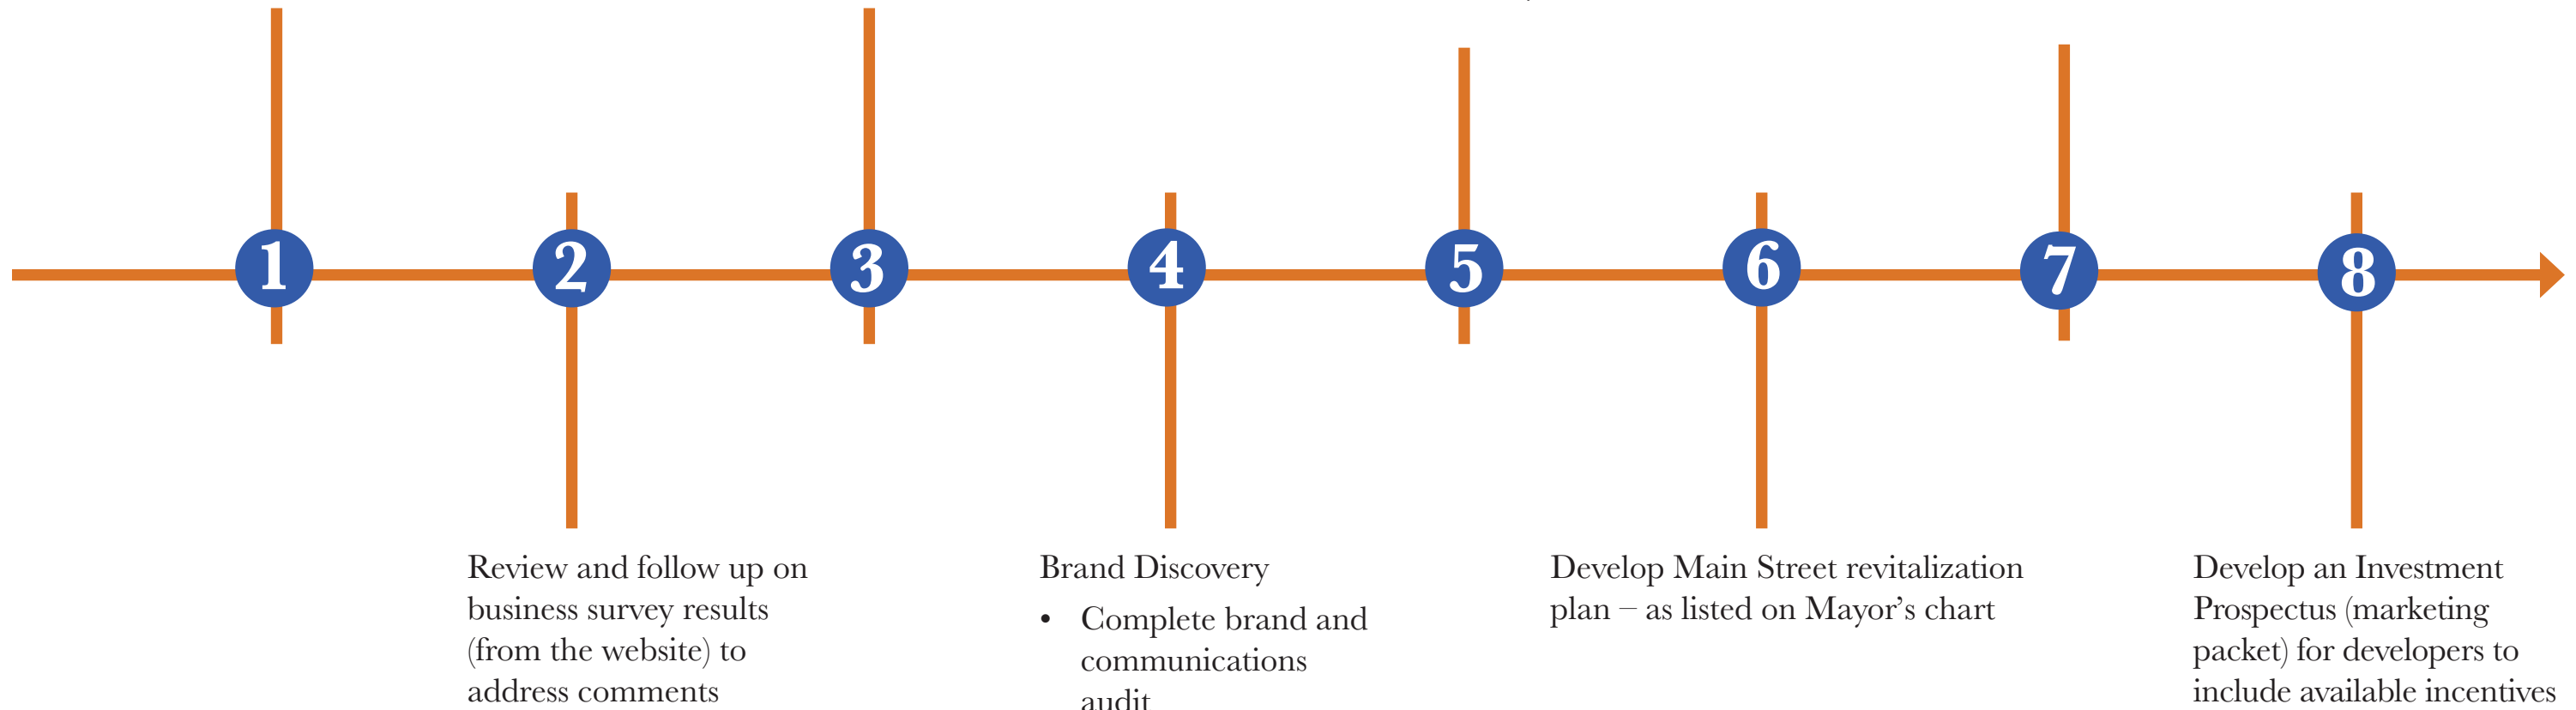 1
2
3
4
5
6
7
8
Review and follow up on
business survey results
(from the website) to
address comments
Brand Discovery
• Complete brand and
communications
audit
Develop Main Street revitalization
plan – as listed on Mayor’s chart
Develop an Investment
Prospectus (marketing
packet) for developers to
include available incentives